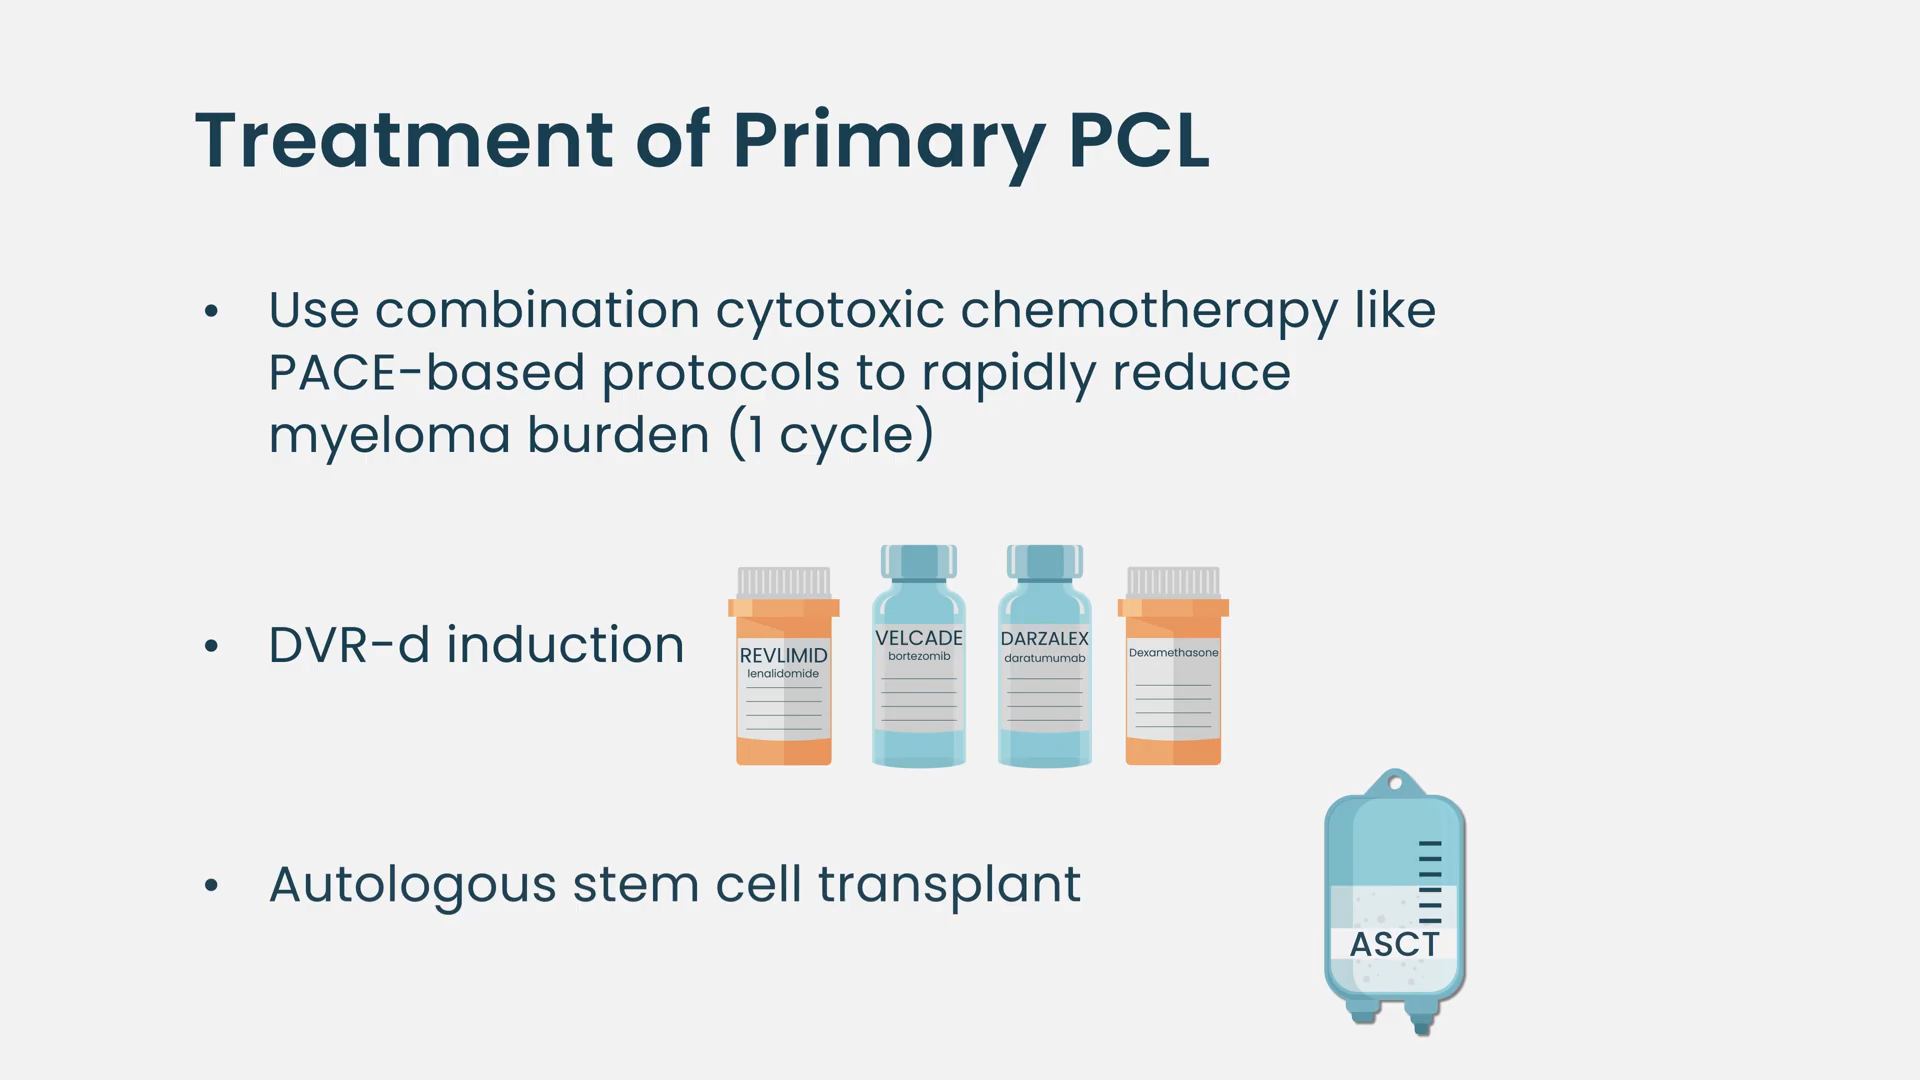 Treatment of Primary PCL
• Use combination cytotoxic chemotherapy like
PACE-based protocols to rapidly reduce
myeloma burden (1 cycle)
• DVR-d induction
REVLIMID
lenalidomide
VELCADE
bortezomib
DARZALEX
daratumumab
Dexamethasone
• Autologous stem cell transplant
ASCT